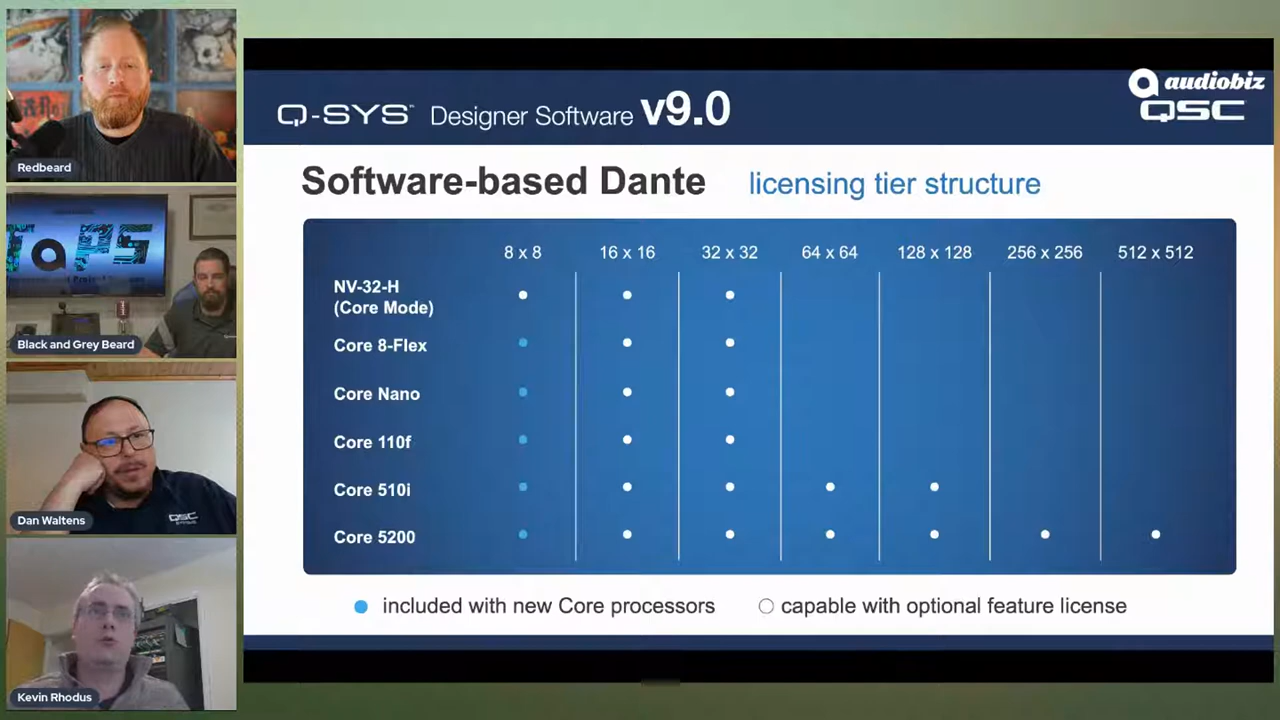 Redbeard
Black and Grey Beard
Dan Waltens
QSC
Kevin Rhodus
audiobiz
QSC
Q-SYS™ Designer Software v9.0
Software-based Dante licensing tier structure
8 x 8 16 x 16 32 x 32 64 x 64 128 x 128 256 x 256 512 x 512
NV-32-H
(Core Mode)
Core 8-Flex
Core Nano
Core 110f
Core 510i
Core 5200
included with new Core processors
capable with optional feature license